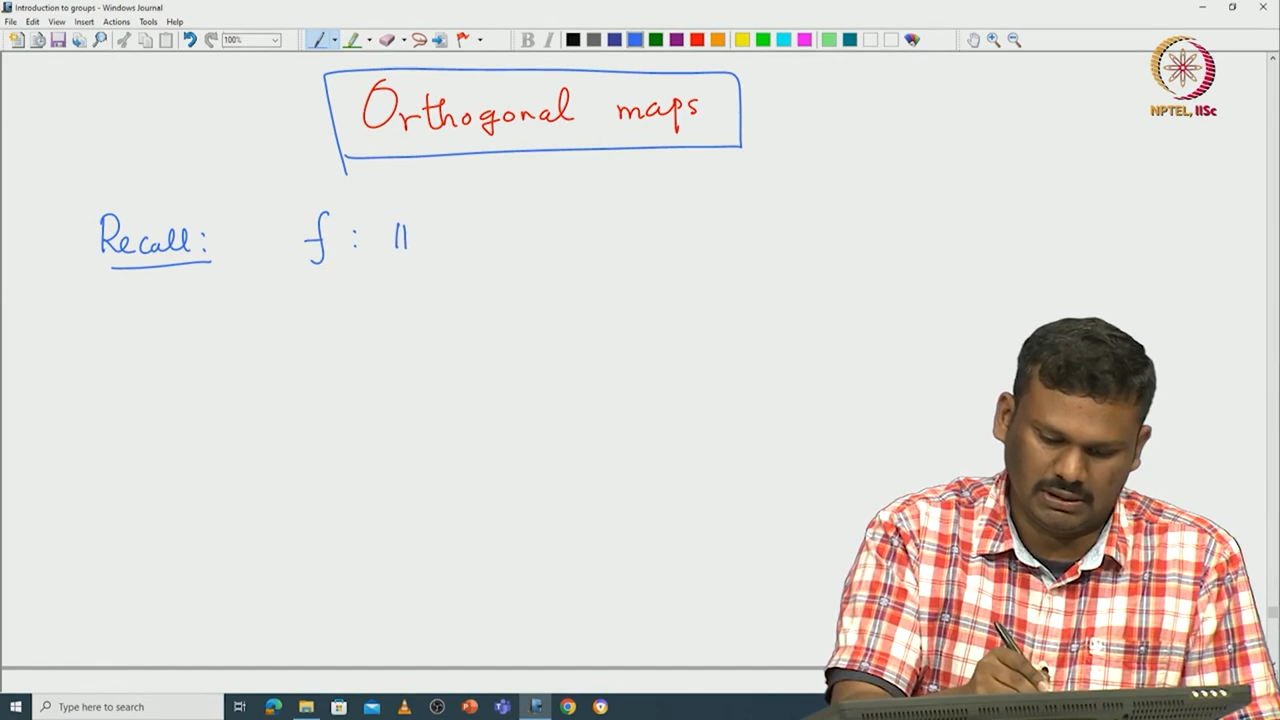 Introduction to groups - Windows Journal
File Edit View Insert Actions Tools Help
100%
B I
NPTEL, IISc
Orthogonal maps
Recall: f :
Type here to search